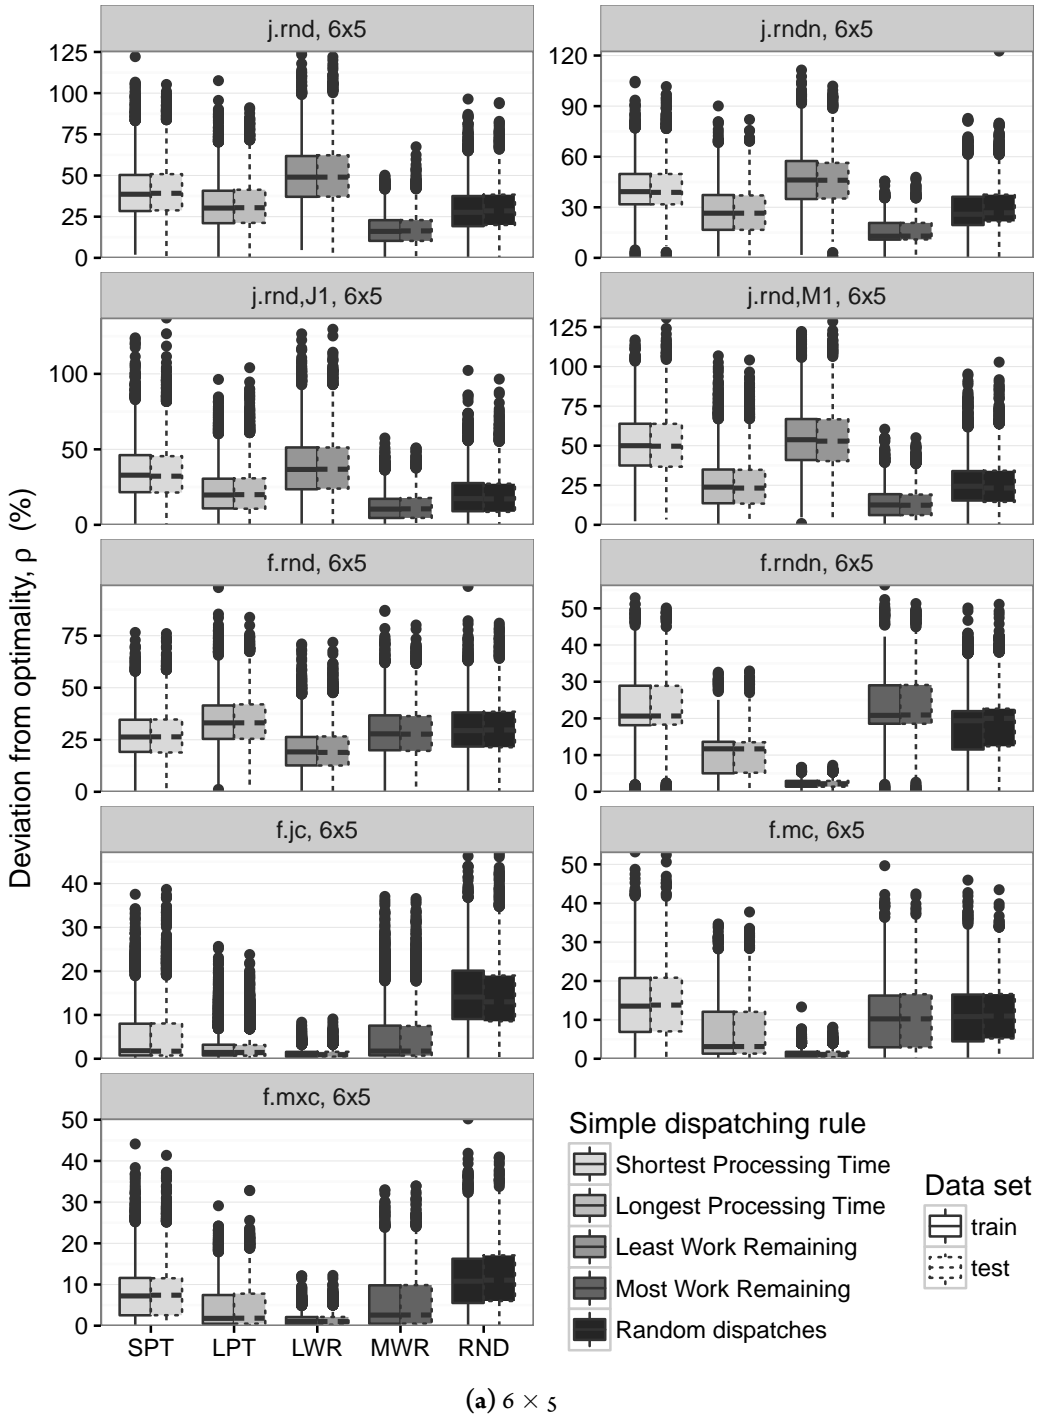 j.rnd, 6x5
125
100
75
50
25
0
j.rndn, 6x5
120
90
60
30
0
j.rnd,J1, 6x5
100
50
0
j.rnd,M1, 6x5
125
100
75
50
25
0
Deviation from optimality, ρ (%)
f.rnd, 6x5
75
50
25
0
f.rndn, 6x5
50
40
30
20
10
0
f.jc, 6x5
40
30
20
10
0
f.mc, 6x5
50
40
30
20
10
0
f.mxc, 6x5
50
40
30
20
10
0
SPT LPT LWR MWR RND
Simple dispatching rule
Shortest Processing Time
Longest Processing Time
Least Work Remaining
Most Work Remaining
Random dispatches
Data set
train
test
(a) 6 × 5